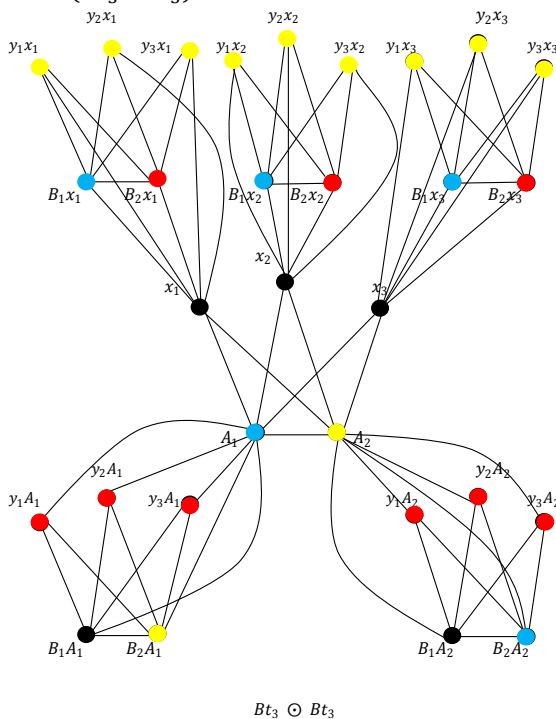 y₂x₁ y₂x₂ y₂x₃
y₁x₁ y₃x₁ y₁x₂ y₃x₂ y₁x₃ y₃x₃
B₁x₁ B₂x₁ B₁x₂ B₂x₂ B₁x₃ B₂x₃
x₂
x₁ x₃
A₁ A₂
y₂A₁ y₂A₂
y₁A₁ y₃A₁ y₁A₂ y₃A₂
B₁A₁ B₂A₁ B₁A₂ B₂A₂
Bt₃ ⊙ Bt₃